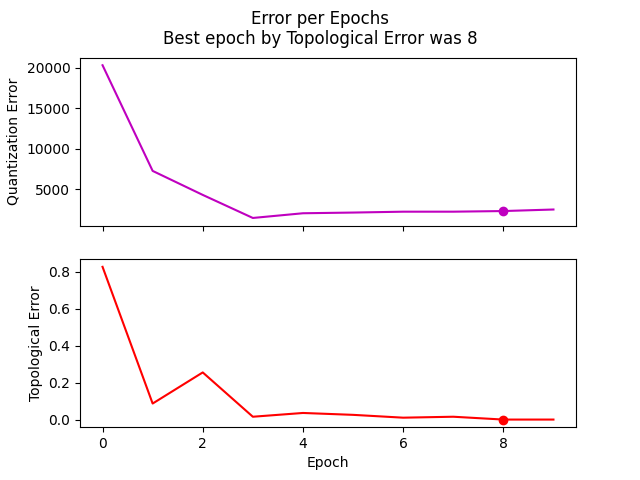 Error per Epochs
Best epoch by Topological Error was 8
20000
15000
10000
5000
Quantization Error
0.8
0.6
0.4
0.2
0.0
Topological Error
0 2 4 6 8
Epoch